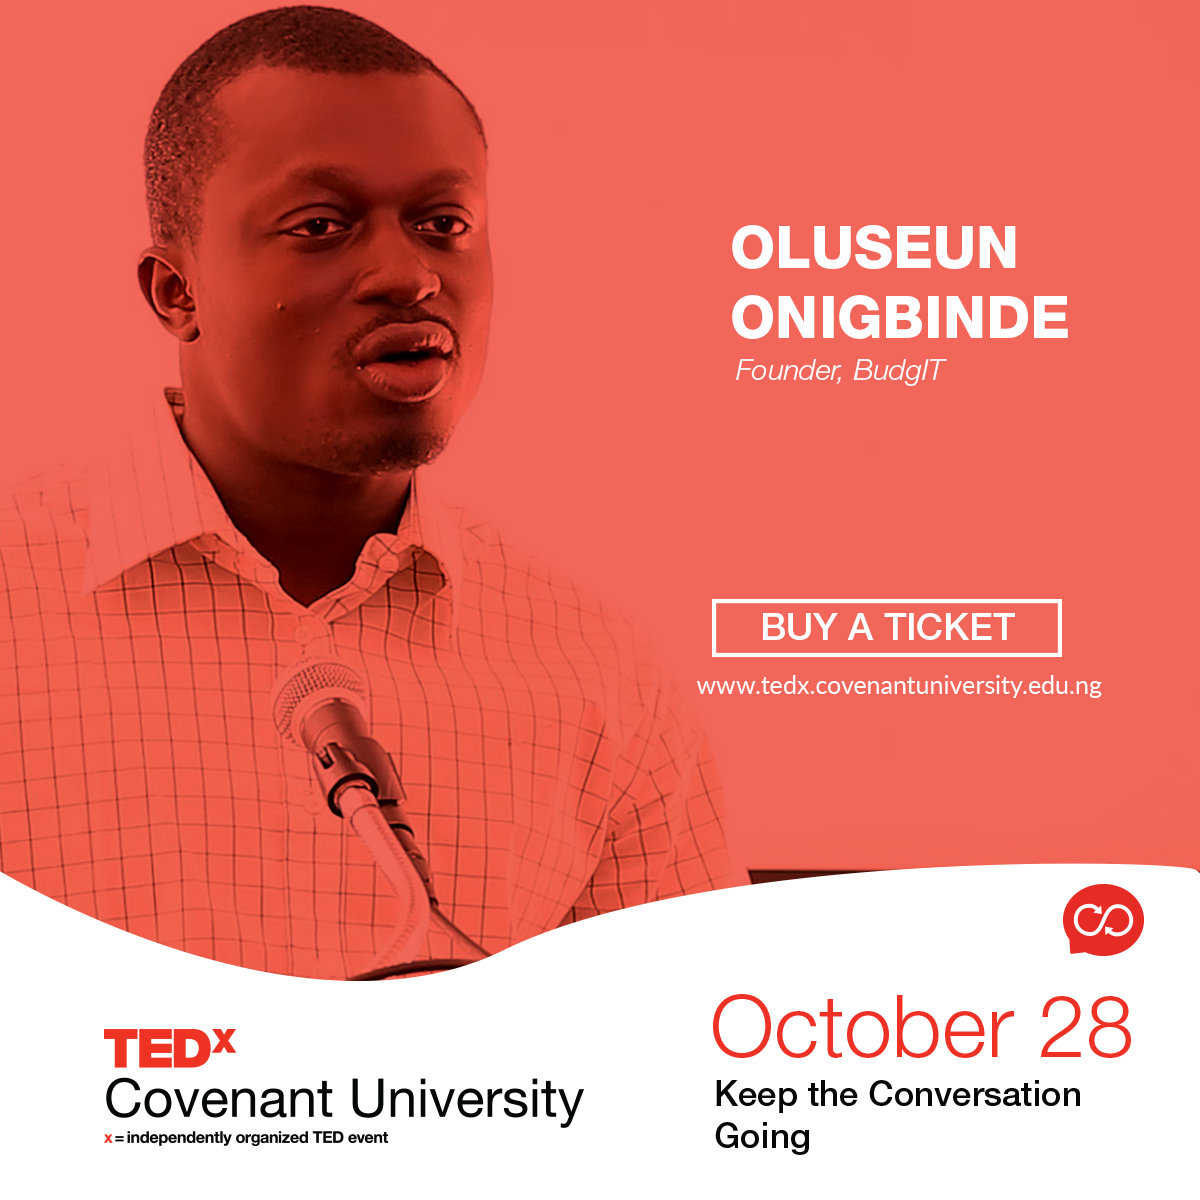 OLUSEUN
ONIGBINDE
Founder, BudgIT
BUY A TICKET
www.tedx.covenantuniversity.edu.ng
TEDx
Covenant University
x = independently organized TED event
October 28
Keep the Conversation
Going